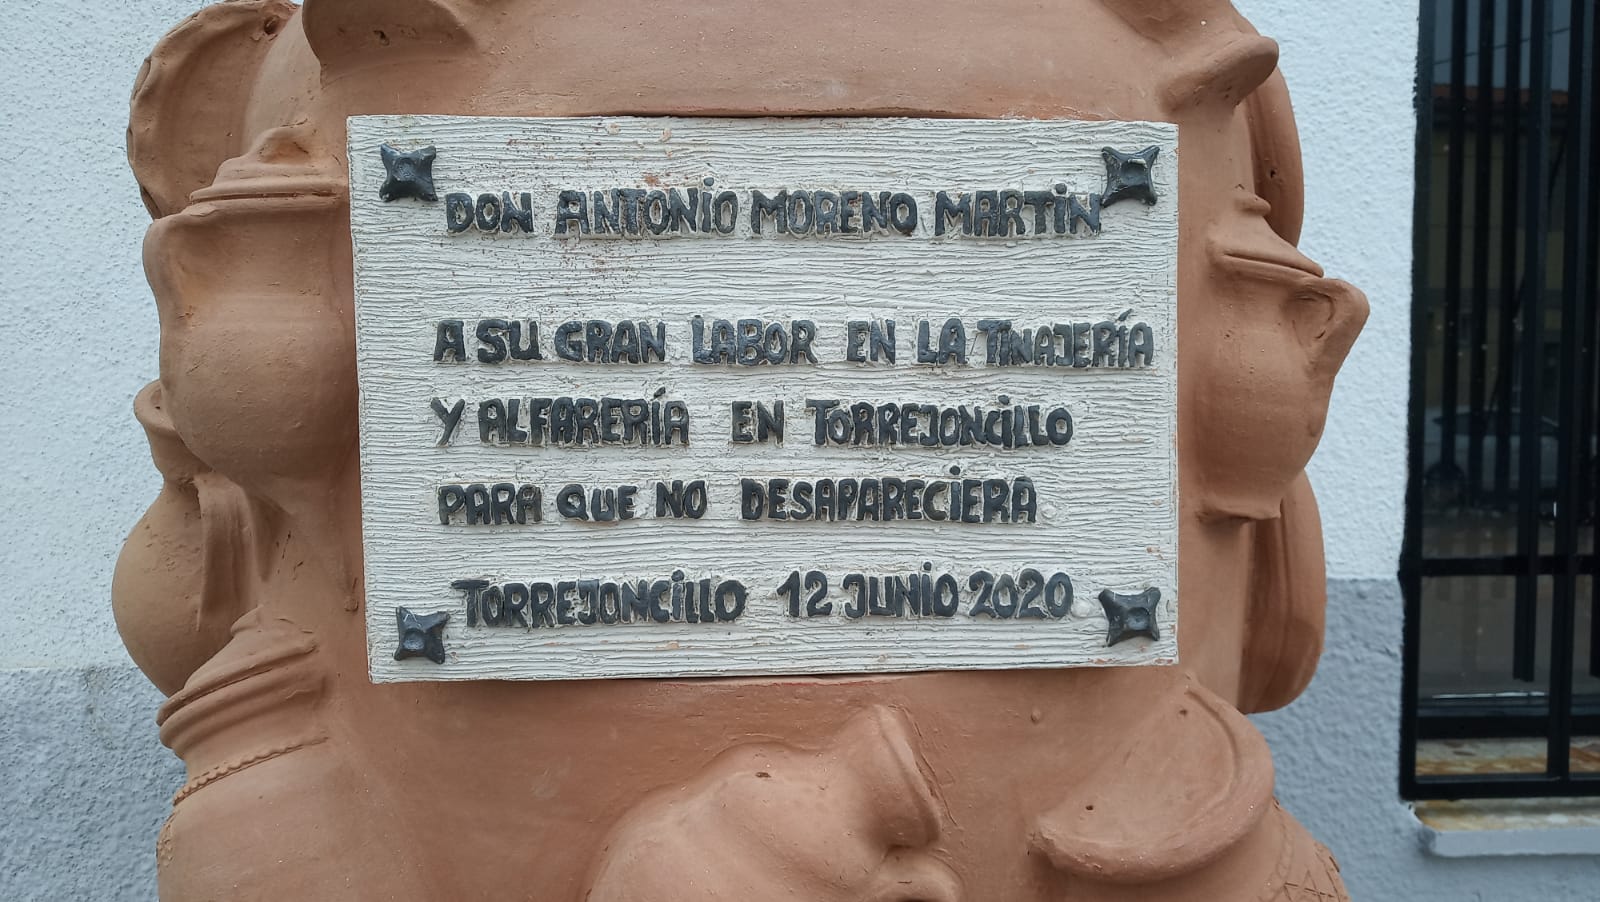 DON ANTONIO MORENO MARTIN
A SU GRAN LABOR EN LA TINAJERÍA
Y ALFARERÍA EN TORREJONCILLO
PARA QUE NO DESAPARECIERA
TORREJONCILLO 12 JUNIO 2020